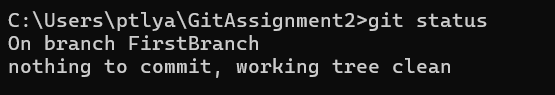 C:\Users\ptlya\GitAssignment2>git status
On branch FirstBranch
nothing to commit, working tree clean